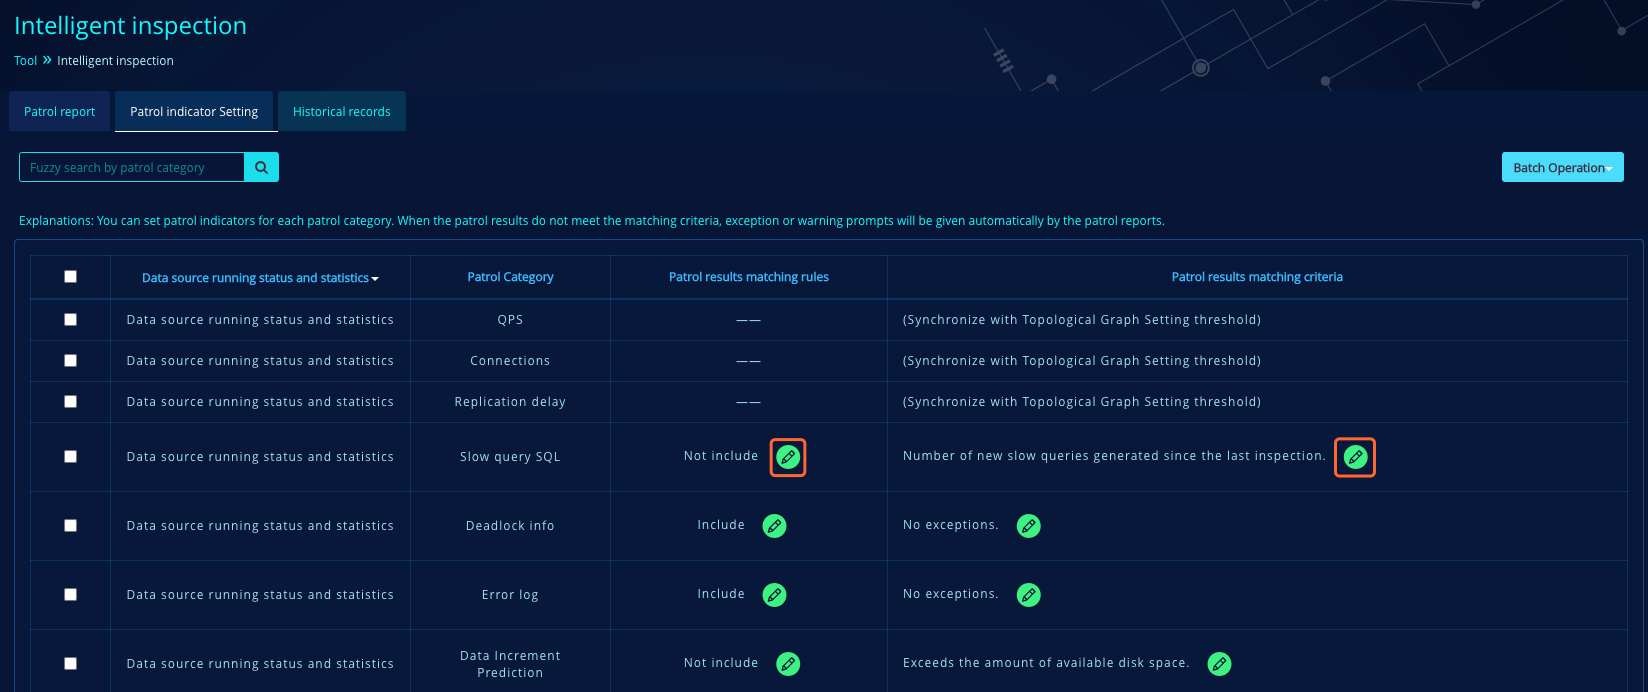 Intelligent inspection
Tool » Intelligent inspection
Patrol report Patrol indicator Setting Historical records
Fuzzy search by patrol category Batch Operation
Explanations: You can set patrol indicators for each patrol category. When the patrol results do not meet the matching criteria, exception or warning prompts will be given automatically by the patrol reports.
Data source running status and statistics Patrol Category Patrol results matching rules Patrol results matching criteria
Data source running status and statistics QPS —— (Synchronize with Topological Graph Setting threshold)
Data source running status and statistics Connections —— (Synchronize with Topological Graph Setting threshold)
Data source running status and statistics Replication delay —— (Synchronize with Topological Graph Setting threshold)
Data source running status and statistics Slow query SQL Not include Number of new slow queries generated since the last inspection.
Data source running status and statistics Deadlock info Include No exceptions.
Data source running status and statistics Error log Include No exceptions.
Data source running status and statistics Data Increment Prediction Not include Exceeds the amount of available disk space.